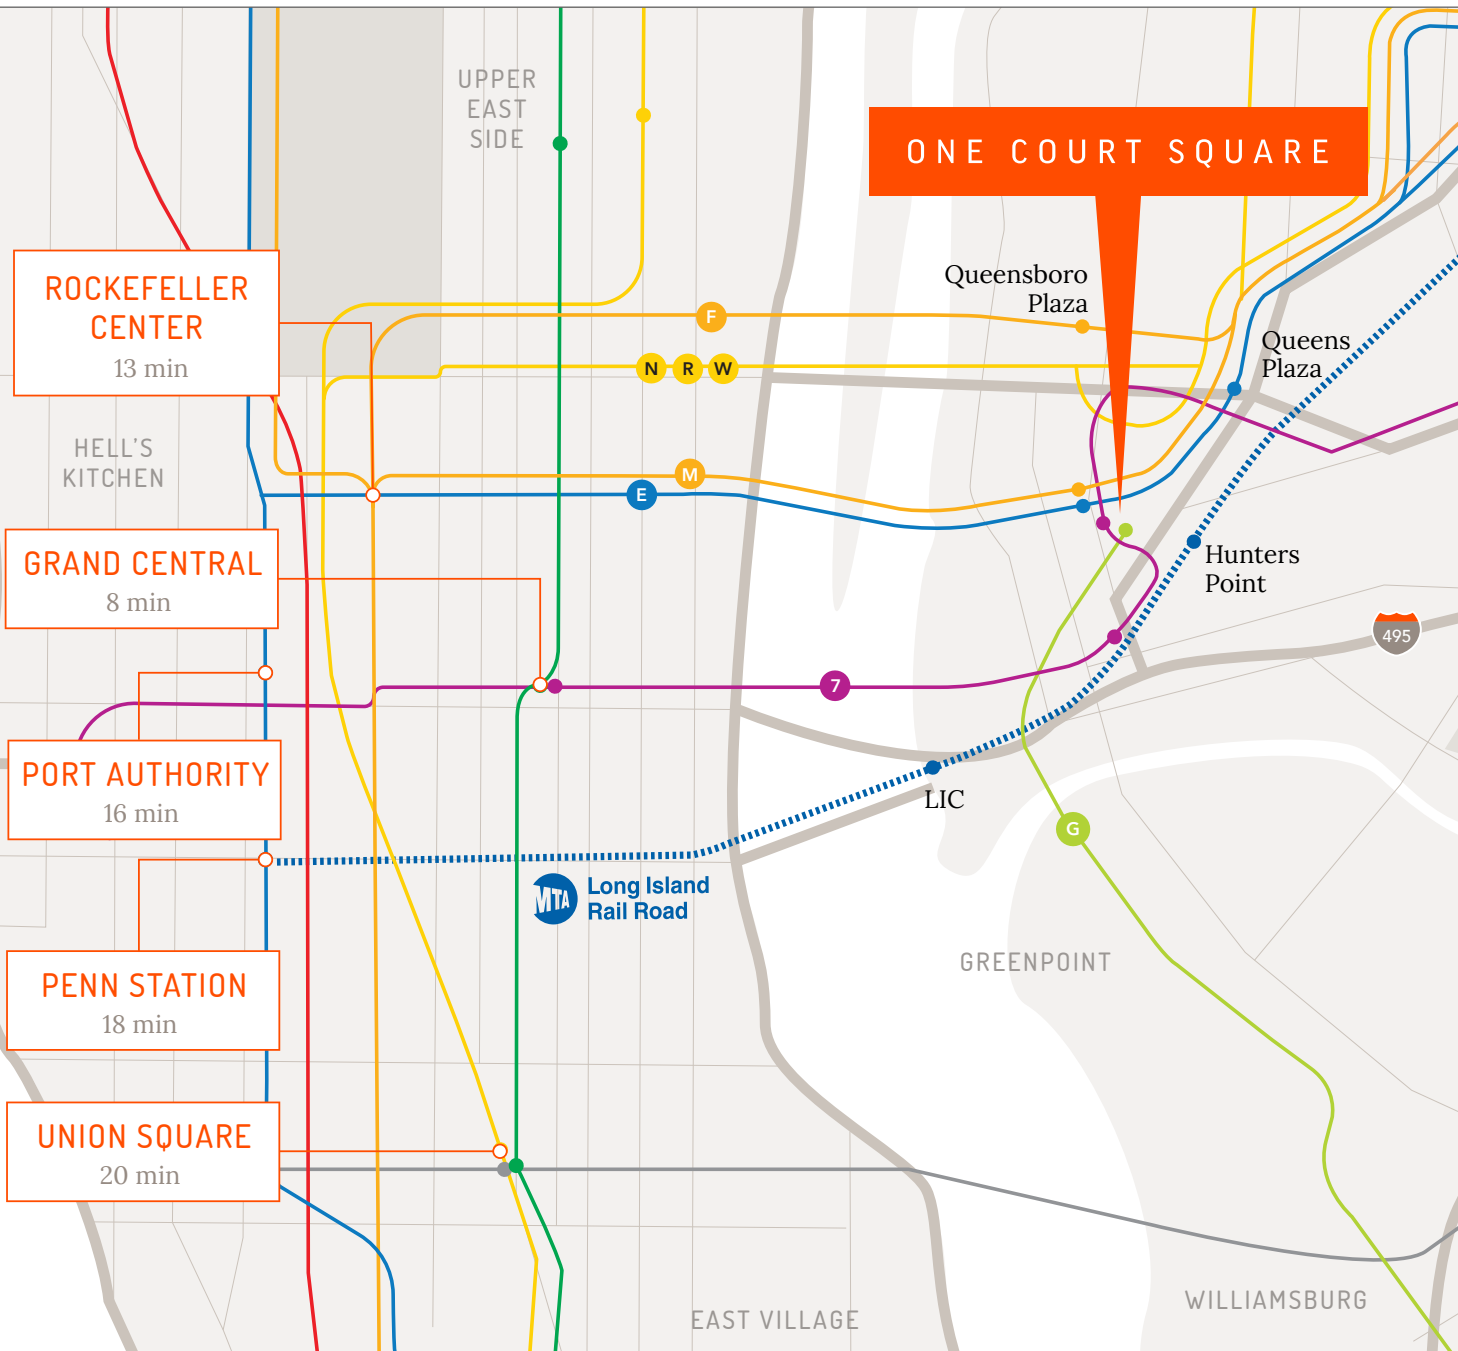 UPPER
EAST
SIDE
ONE COURT SQUARE
Queensboro
Plaza
ROCKEFELLER
CENTER
13 min
F
N R W
Queens
Plaza
HELL'S
KITCHEN
M
E
GRAND CENTRAL
8 min
Hunters
Point
495
7
PORT AUTHORITY
16 min
LIC
G
MTA
Long Island
Rail Road
GREENPOINT
PENN STATION
18 min
UNION SQUARE
20 min
WILLIAMSBURG
EAST VILLAGE